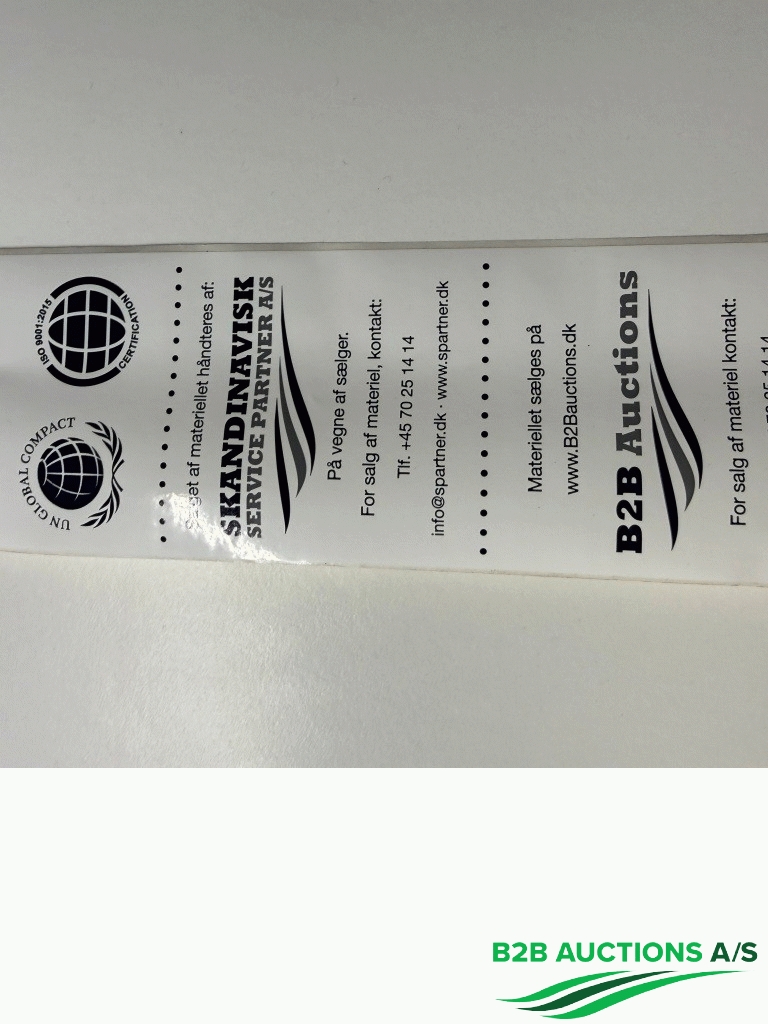 UN GLOBAL COMPACT
ISO 9001:2015
CERTIFICATION
af materiellet håndteres af:
SKANDINAVISK
SERVICE PARTNER A/S
På vegne af sælger.
For salg af materiel, kontakt:
Tlf. +45 70 25 14 14
info@spartner.dk · www.spartner.dk
Materiellet sælges på
www.B2Bauctions.dk
B2B Auctions
For salg af materiel kontakt:
B2B AUCTIONS A/S